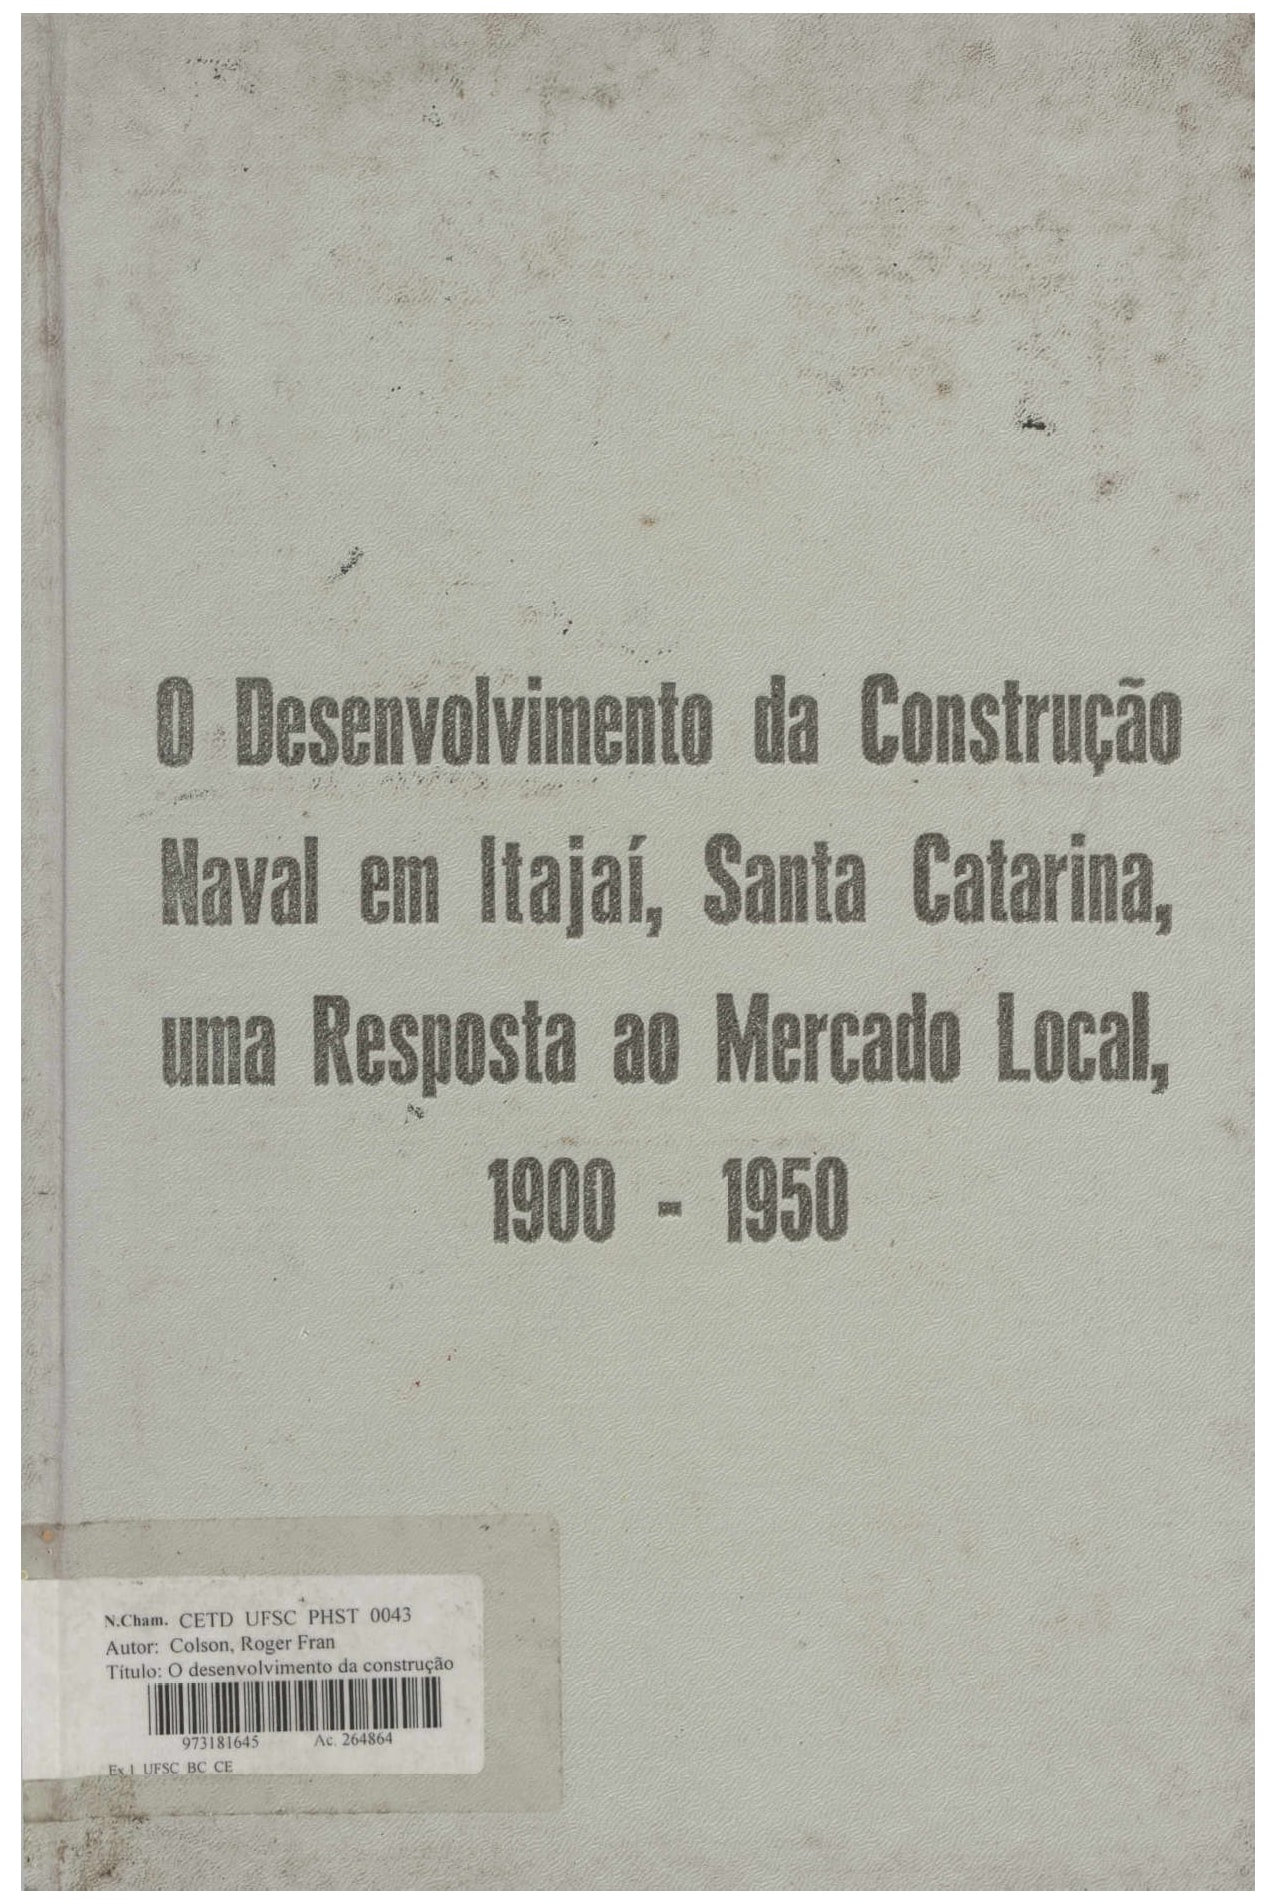 O Desenvolvimento da Construção
Naval em Itajaí, Santa Catarina,
uma Resposta ao Mercado Local,
1900 - 1950
N.Cham. CETD UFSC PHST 0043
Autor: Colson, Roger Fran
Título: O desenvolvimento da construção
973181645 Ac. 264864
Ex.1 UFSC BC CE